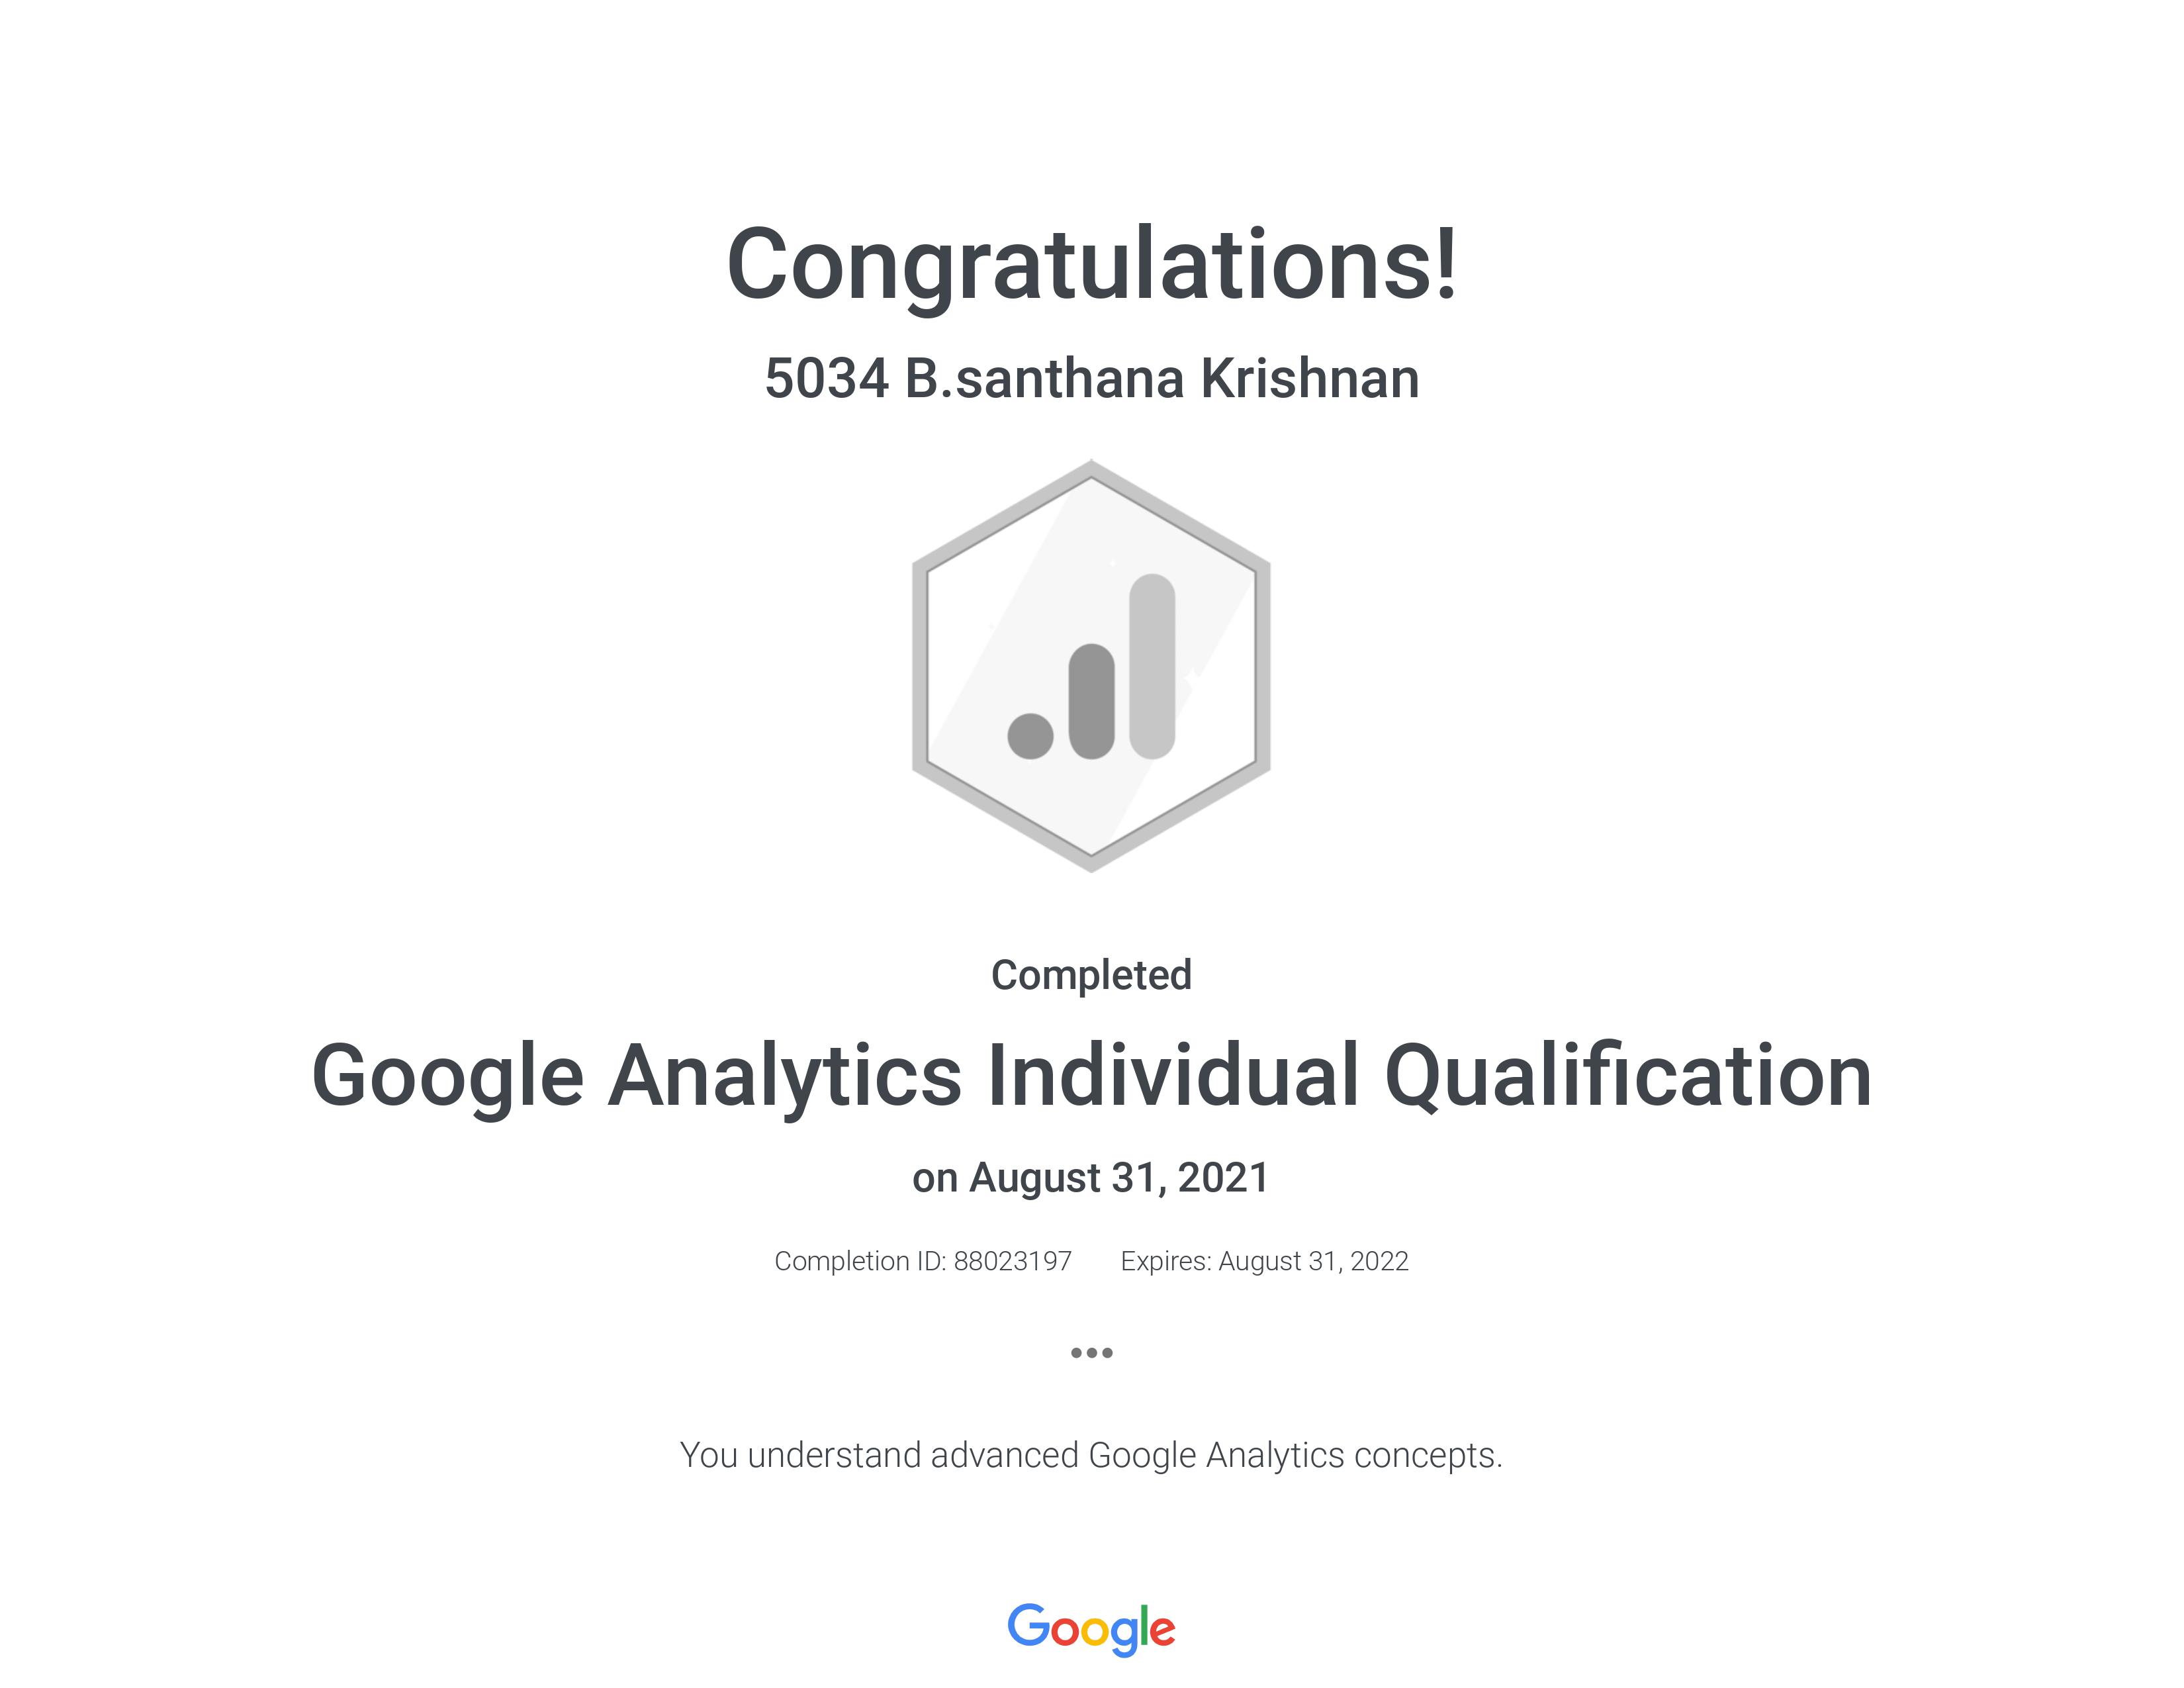 Congratulations!
5034 B.santhana Krishnan
Completed
Google Analytics Individual Qualification
on August 31, 2021
Completion ID: 88023197 Expires: August 31, 2022
You understand advanced Google Analytics concepts.
Google